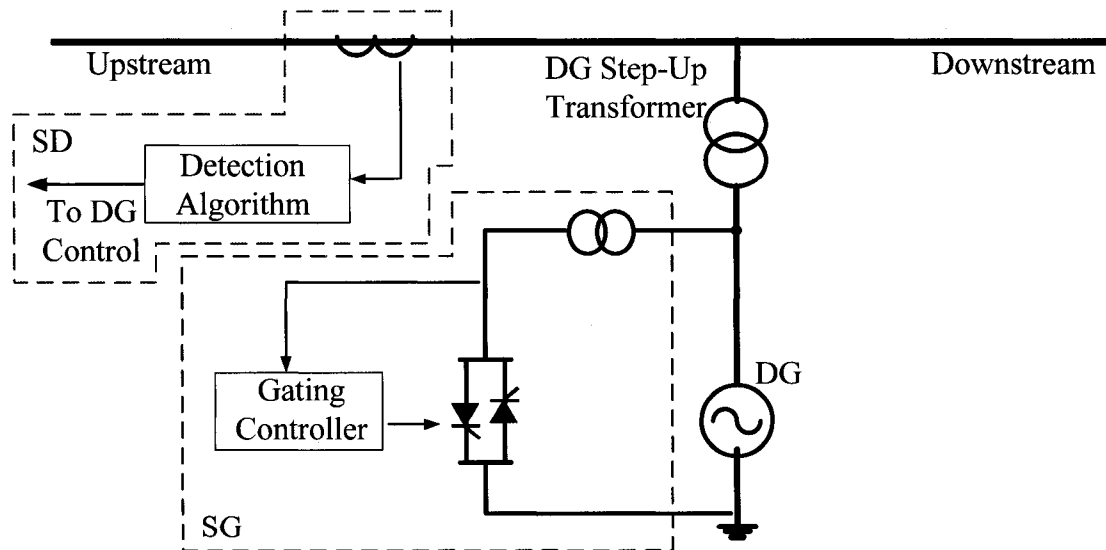 Upstream
DG Step-Up
Transformer
Downstream
SD
Detection
Algorithm
To DG
Control
Gating
Controller
DG
SG